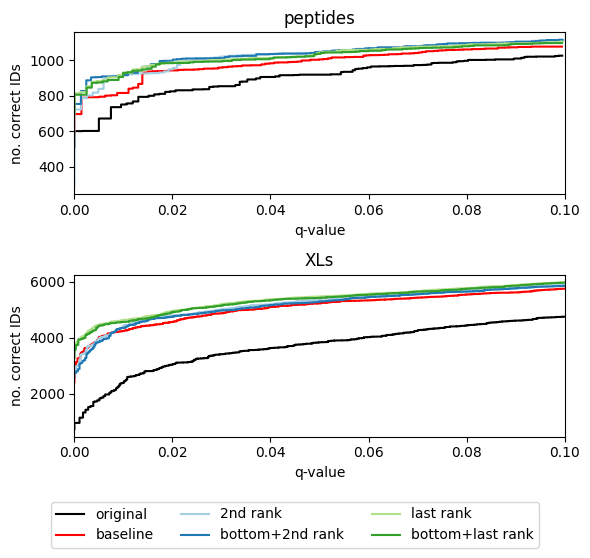 peptides
no. correct IDs
1000
800
600
400
0.00 0.02 0.04 0.06 0.08 0.10
q-value
XLs
no. correct IDs
6000
4000
2000
0.00 0.02 0.04 0.06 0.08 0.10
q-value
original 2nd rank last rank
baseline bottom+2nd rank bottom+last rank